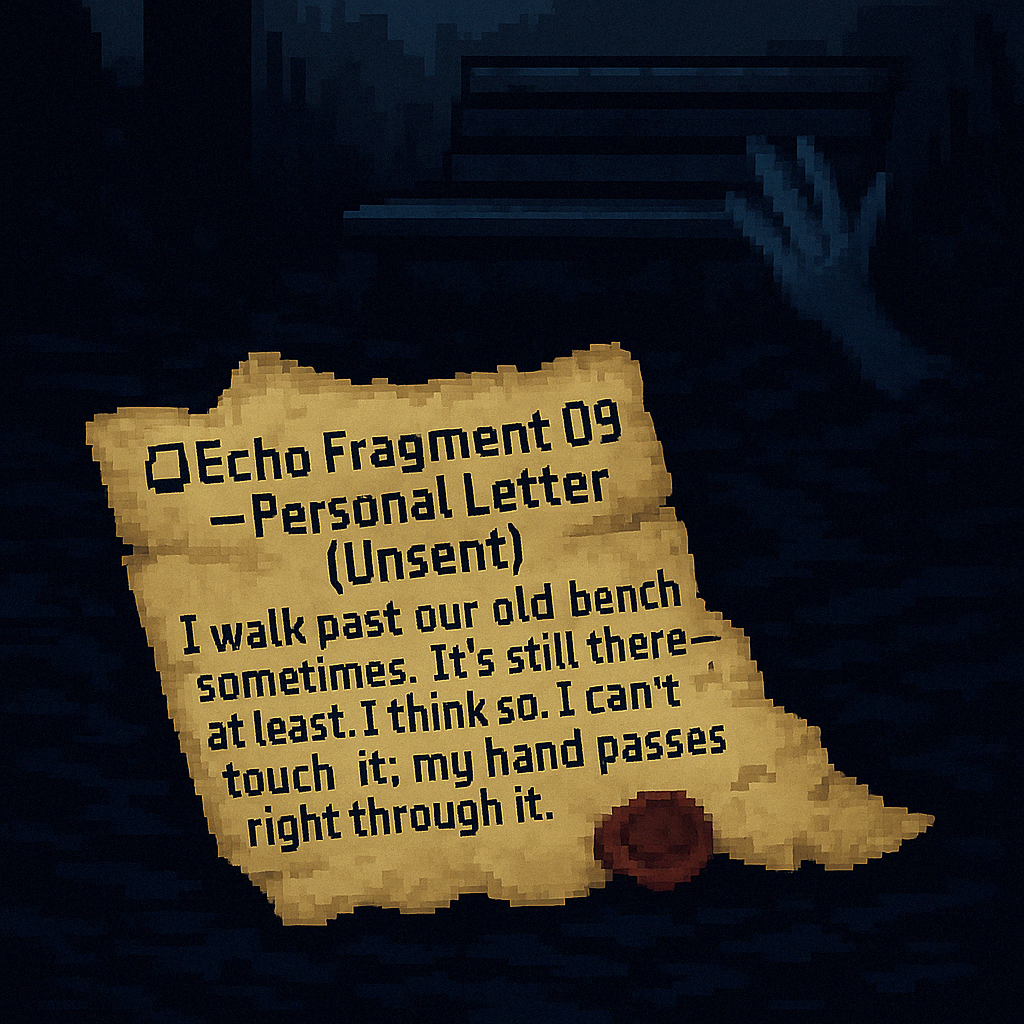 ▢Echo Fragment 09
—Personal Letter
(Unsent)
I walk past our old bench
sometimes. It's still there—
at least. I think so. I can't
touch it; my hand passes
right through it.